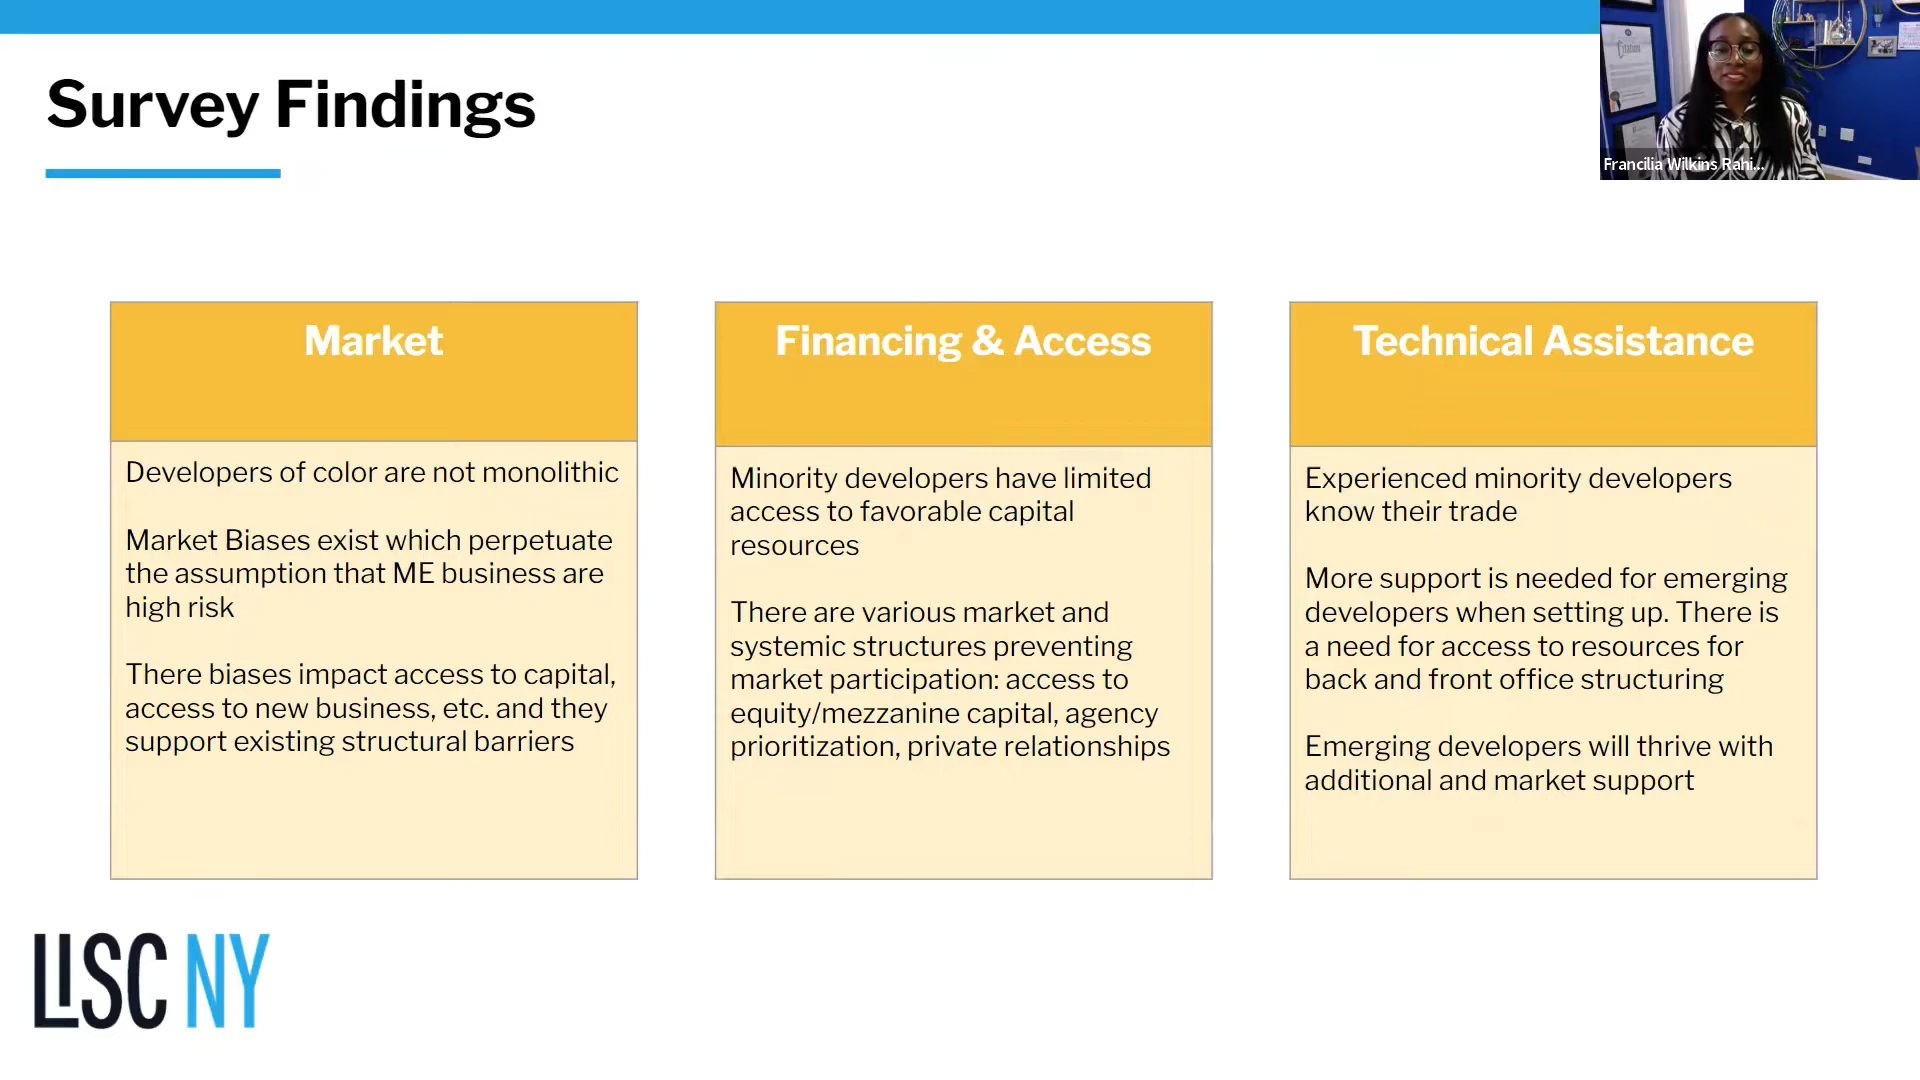 Survey Findings
Francilia Wilkins Rahi...
Market
Developers of color are not monolithic
Market Biases exist which perpetuate
the assumption that ME business are
high risk
There biases impact access to capital,
access to new business, etc. and they
support existing structural barriers
Financing & Access
Minority developers have limited
access to favorable capital
resources
There are various market and
systemic structures preventing
market participation: access to
equity/mezzanine capital, agency
prioritization, private relationships
Technical Assistance
Experienced minority developers
know their trade
More support is needed for emerging
developers when setting up. There is
a need for access to resources for
back and front office structuring
Emerging developers will thrive with
additional and market support
LISC NY